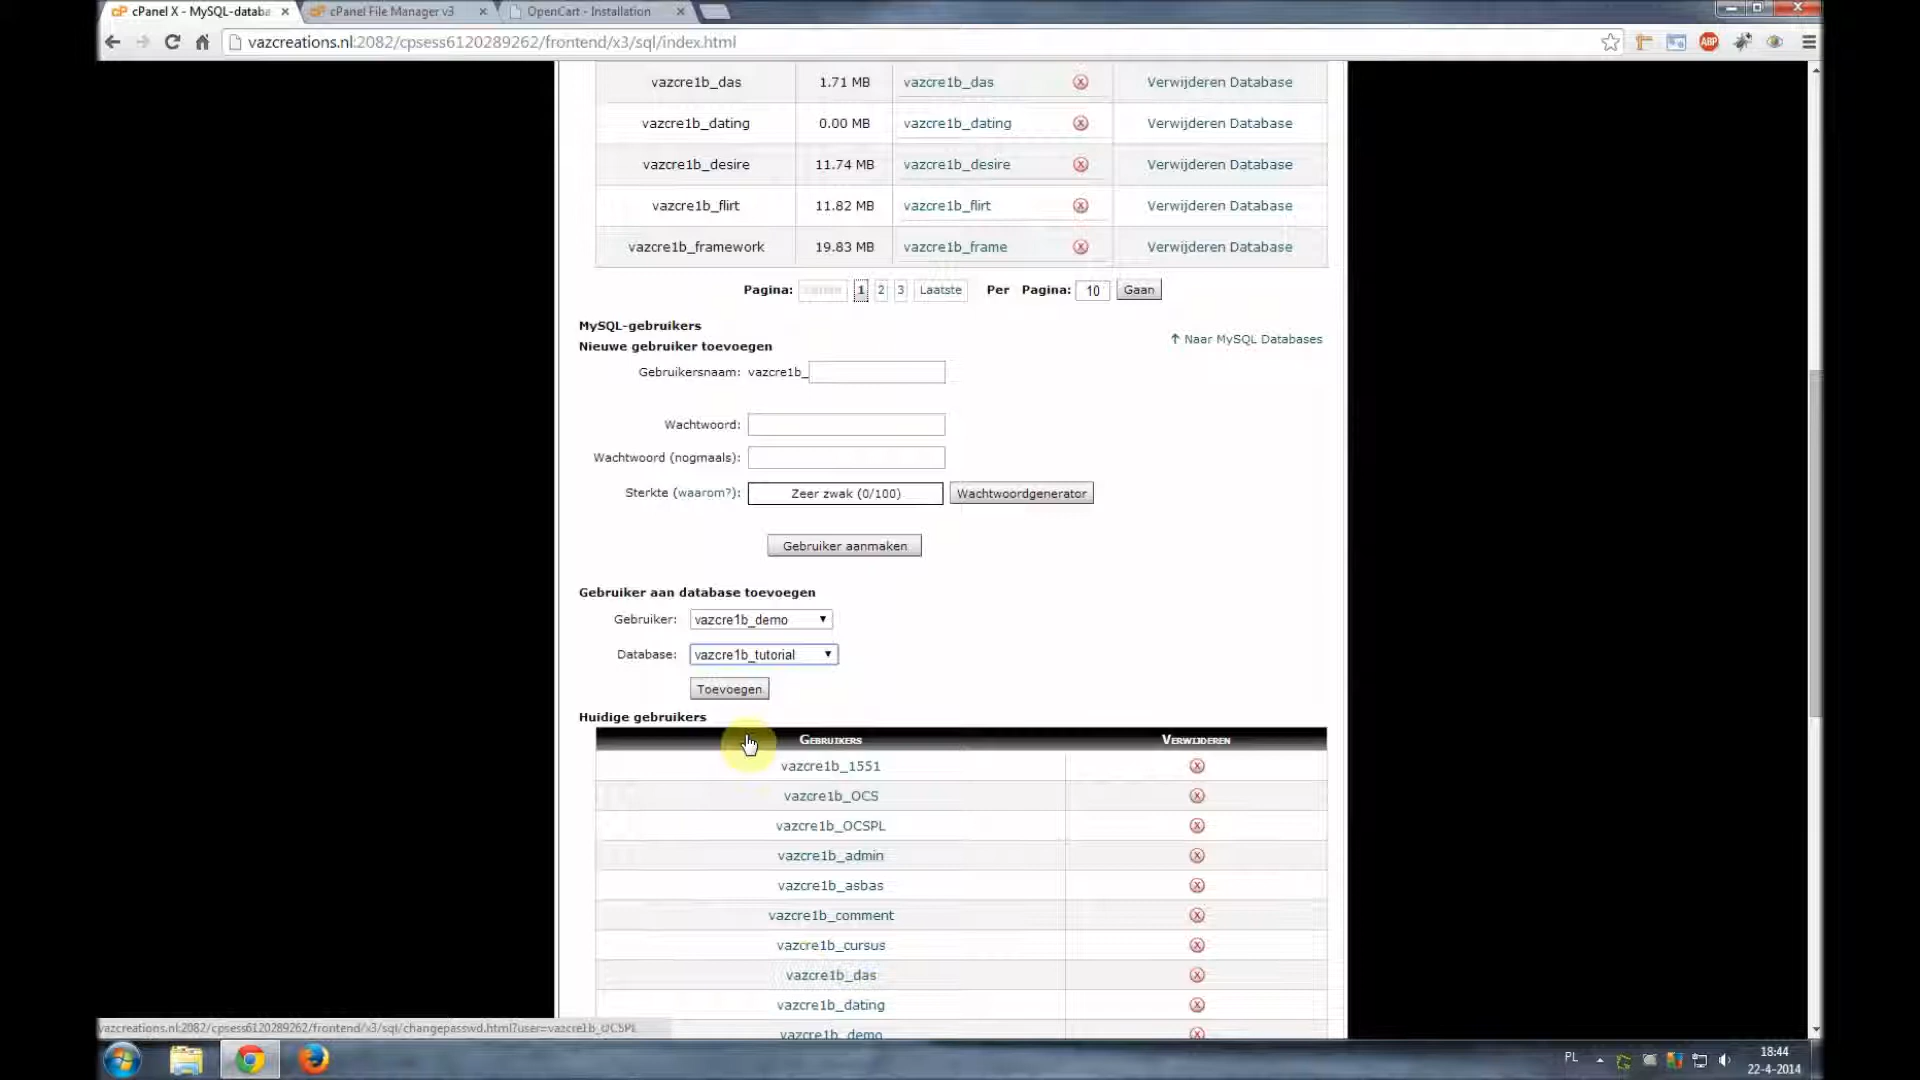 cPanel X - MySQL-databa
cPanel File Manager v3
OpenCart - Installation
vazcreations.nl:2082/cpsess6120289262/frontend/x3/sql/index.html
ABP
vazcre1b_das 1.71 MB vazcre1b_das Verwijderen Database
vazcre1b_dating 0.00 MB vazcre1b_dating Verwijderen Database
vazcre1b_desire 11.74 MB vazcre1b_desire Verwijderen Database
vazcre1b_flirt 11.82 MB vazcre1b_flirt Verwijderen Database
vazcre1b_framework 19.83 MB vazcre1b_frame Verwijderen Database
Pagina: 1 2 3 Laatste Per Pagina: 10 Gaan
MySQL-gebruikers
↑ Naar MySQL Databases
Nieuwe gebruiker toevoegen
Gebruikersnaam: vazcre1b_
Wachtwoord:
Wachtwoord (nogmaals):
Sterkte (waarom?): Zeer zwak (0/100) Wachtwoordgenerator
Gebruiker aanmaken
Gebruiker aan database toevoegen
Gebruiker: vazcre1b_demo
Database: vazcre1b_tutorial
Toevoegen
Huidige gebruikers
Gebruikers Verwijderen
vazcre1b_1551
vazcre1b_OCS
vazcre1b_OCSPL
vazcre1b_admin
vazcre1b_asbas
vazcre1b_comment
vazcre1b_cursus
vazcre1b_das
vazcre1b_dating
vazcre1b_demo
vazcreations.nl:2082/cpsess6120289262/frontend/x3/sql/changepasswd.html?user=vazcre1b_OCSPL
PL
18:44
22-4-2014